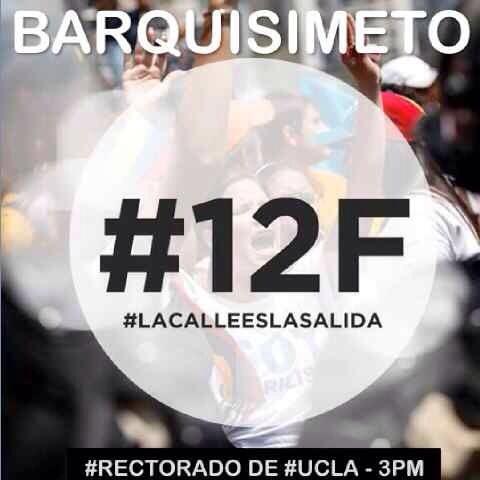 BARQUISIMETO
#12F
#LACALLEESLASALIDA
#RECTORADO DE #UCLA - 3PM